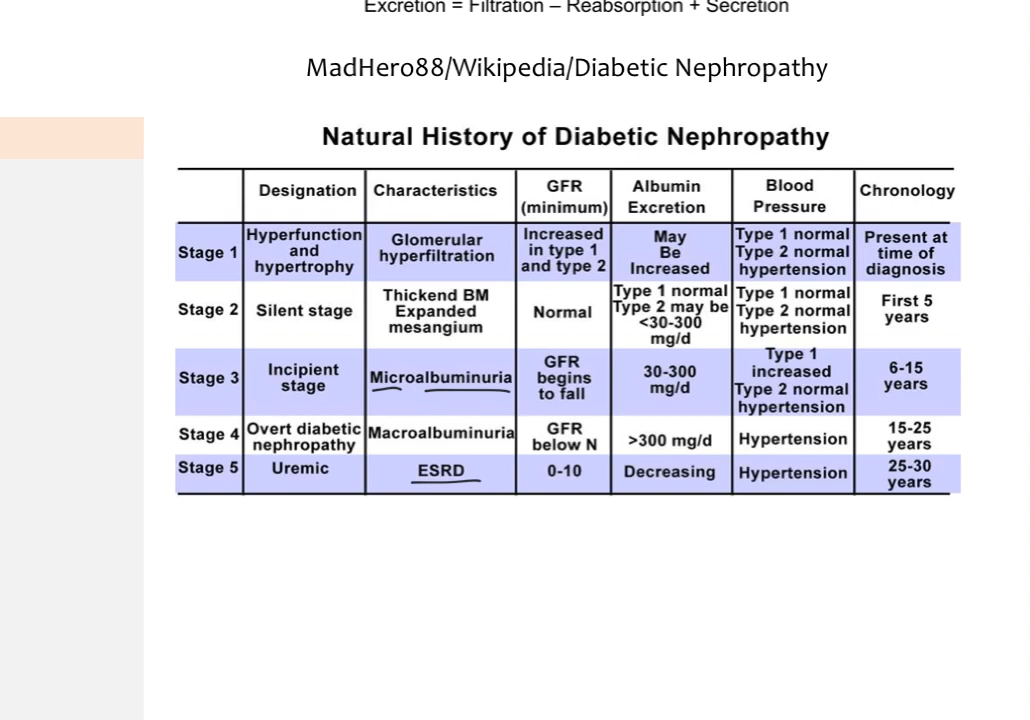 Excretion = Filtration – Reabsorption + Secretion
MadHero88/Wikipedia/Diabetic Nephropathy
Natural History of Diabetic Nephropathy
Designation Characteristics GFR (minimum) Albumin Excretion Blood Pressure Chronology
Stage 1 Hyperfunction and hypertrophy Glomerular hyperfiltration Increased in type 1 and type 2 May Be Increased Type 1 normal Type 2 normal hypertension Present at time of diagnosis
Stage 2 Silent stage Thickend BM Expanded mesangium Normal Type 1 normal Type 2 may be <30-300 mg/d Type 1 normal Type 2 normal hypertension First 5 years
Stage 3 Incipient stage Microalbuminuria GFR begins to fall 30-300 mg/d Type 1 increased Type 2 normal hypertension 6-15 years
Stage 4 Overt diabetic nephropathy Macroalbuminuria GFR below N >300 mg/d Hypertension 15-25 years
Stage 5 Uremic ESRD 0-10 Decreasing Hypertension 25-30 years